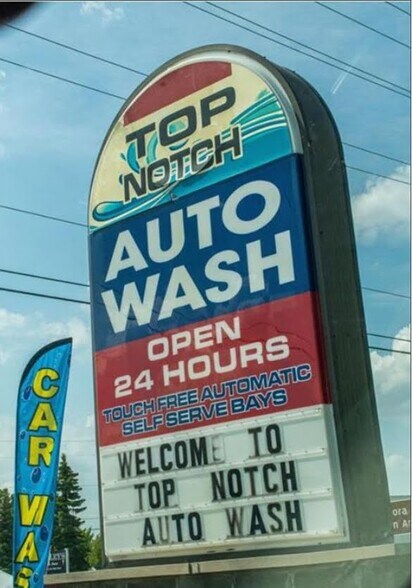 TOP
NOTCH
AUTO
WASH
OPEN
24 HOURS
TOUCH FREE AUTOMATIC
SELF SERVE BAYS
WELCOME TO
TOP NOTCH
AUTO WASH
CAR WAS